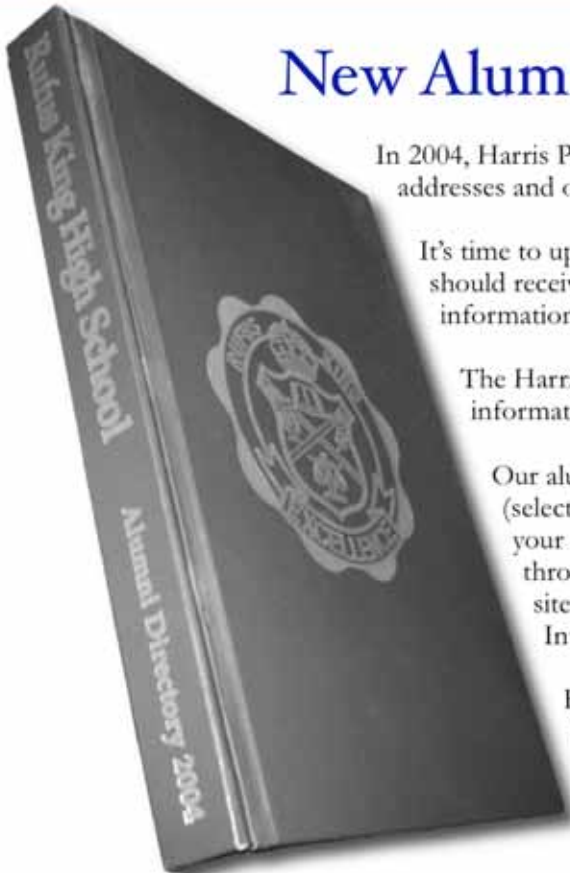 Rufus King High School
Alumni Directory 2004
New Alum
In 2004, Harris P
addresses and o
It's time to up
should receiv
information
The Harri
informat
Our alu
(select
your
thro
site
In